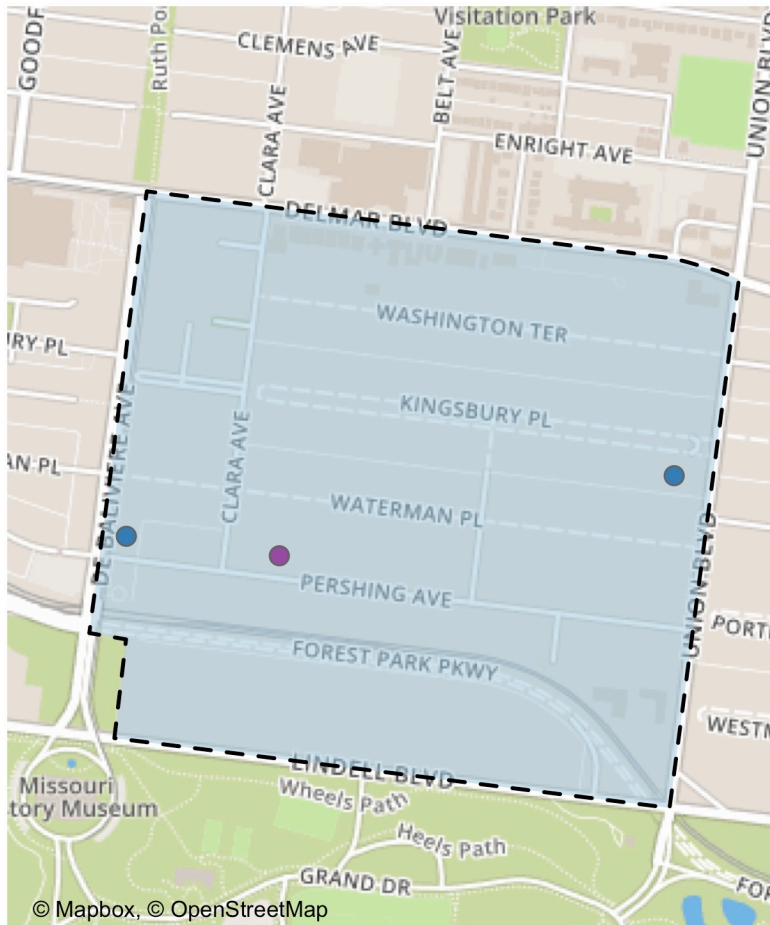 Visitation Park
GOODF
Ruth Po
CLEMENS AVE
BELT AVE
UNION BLVD
CLARA AVE
ENRIGHT AVE
DELMAR BLVD
WASHINGTON TER
URY PL
KINGSBURY PL
DE BALIVIERE AVE
CLARA AVE
AN PL
WATERMAN PL
UNION BLVD
PERSHING AVE
PORT
FOREST PARK PKWY
WESTM
LINDELL BLVD
Missouri
tory Museum
Wheels Path
Heels Path
GRAND DR
FOR
© Mapbox, © OpenStreetMap